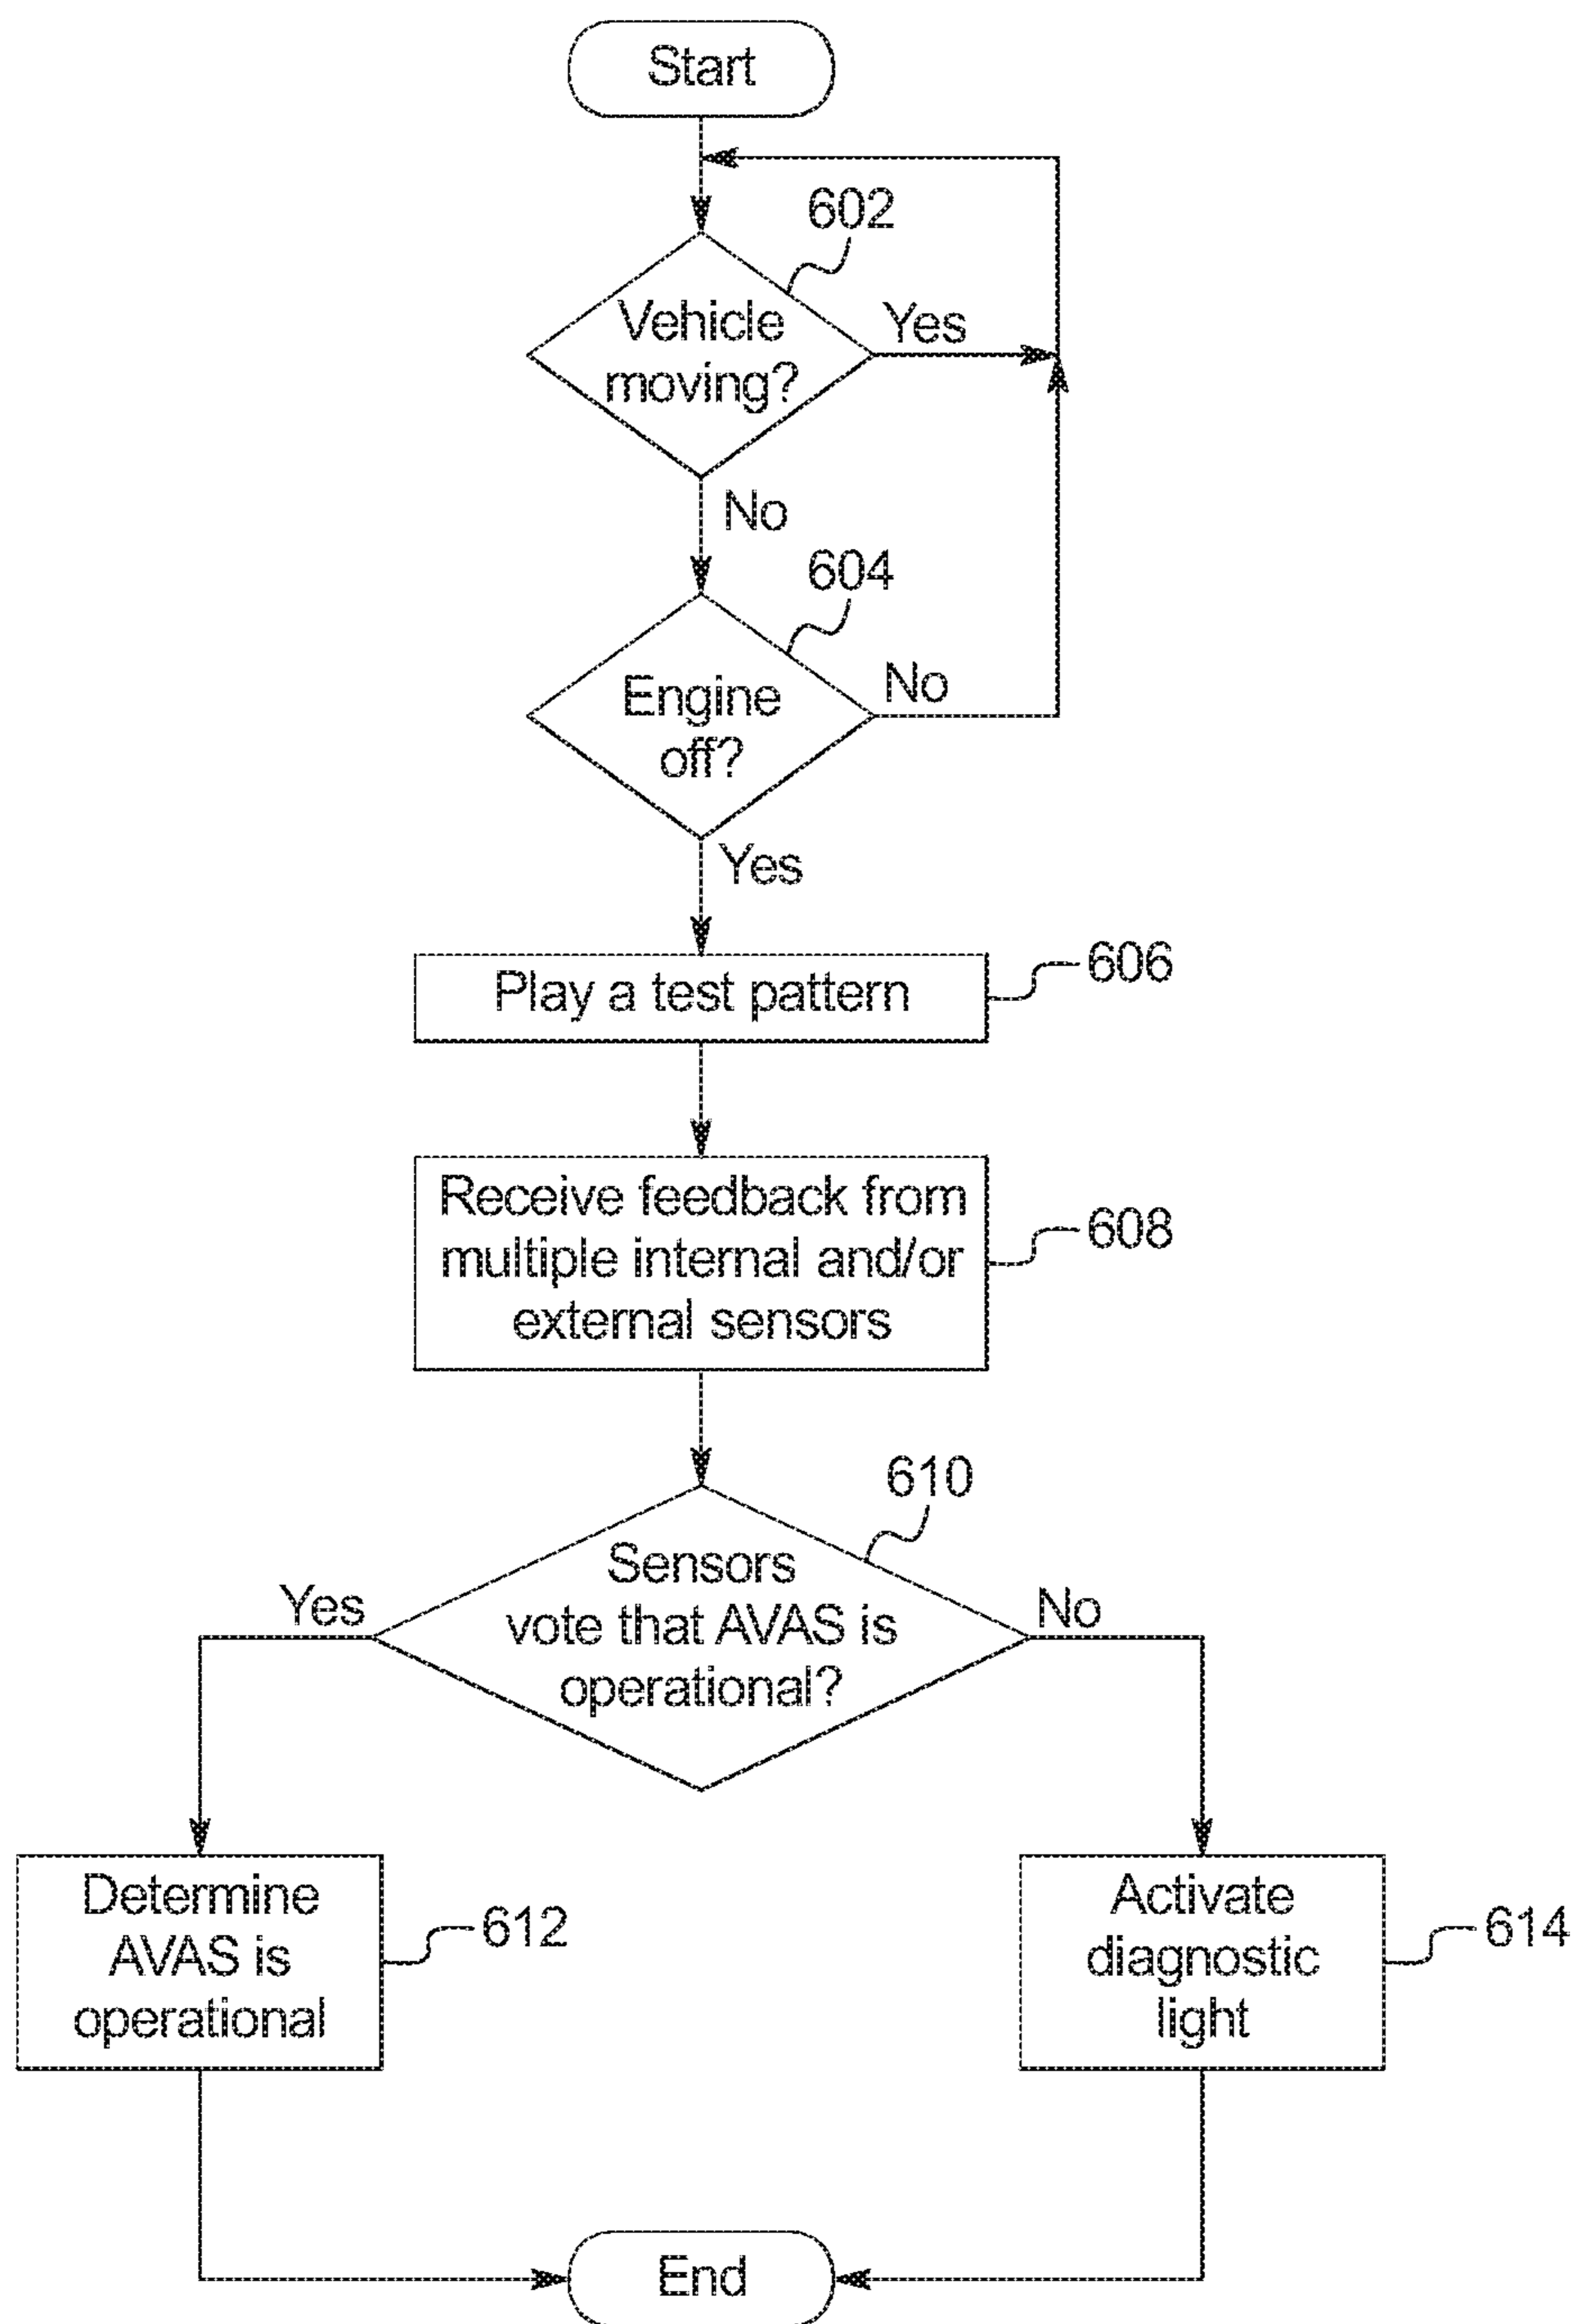 Start
602
Vehicle
moving?
Yes
No
604
Engine
off?
No
Yes
Play a test pattern
606
Receive feedback from
multiple internal and/or
external sensors
608
610
Sensors
vote that AVAS is
operational?
Yes
No
Determine
AVAS is
operational
612
Activate
diagnostic
light
614
End